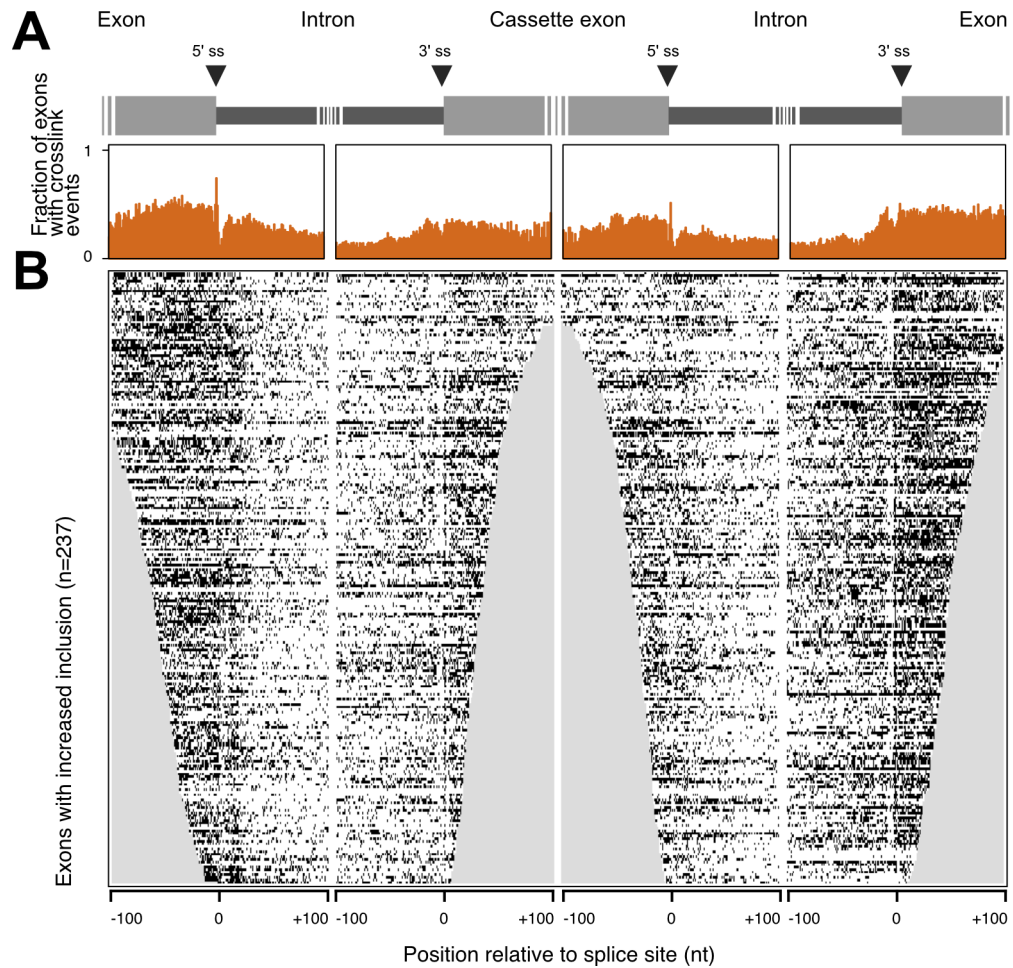 A
Exon Intron Cassette exon Intron Exon
5' ss 3' ss 5' ss 3' ss
Fraction of exons
with crosslink
events
1
0
B
Exons with increased inclusion (n=237)
-100 0 +100 -100 0 +100 -100 0 +100 -100 0 +100
Position relative to splice site (nt)